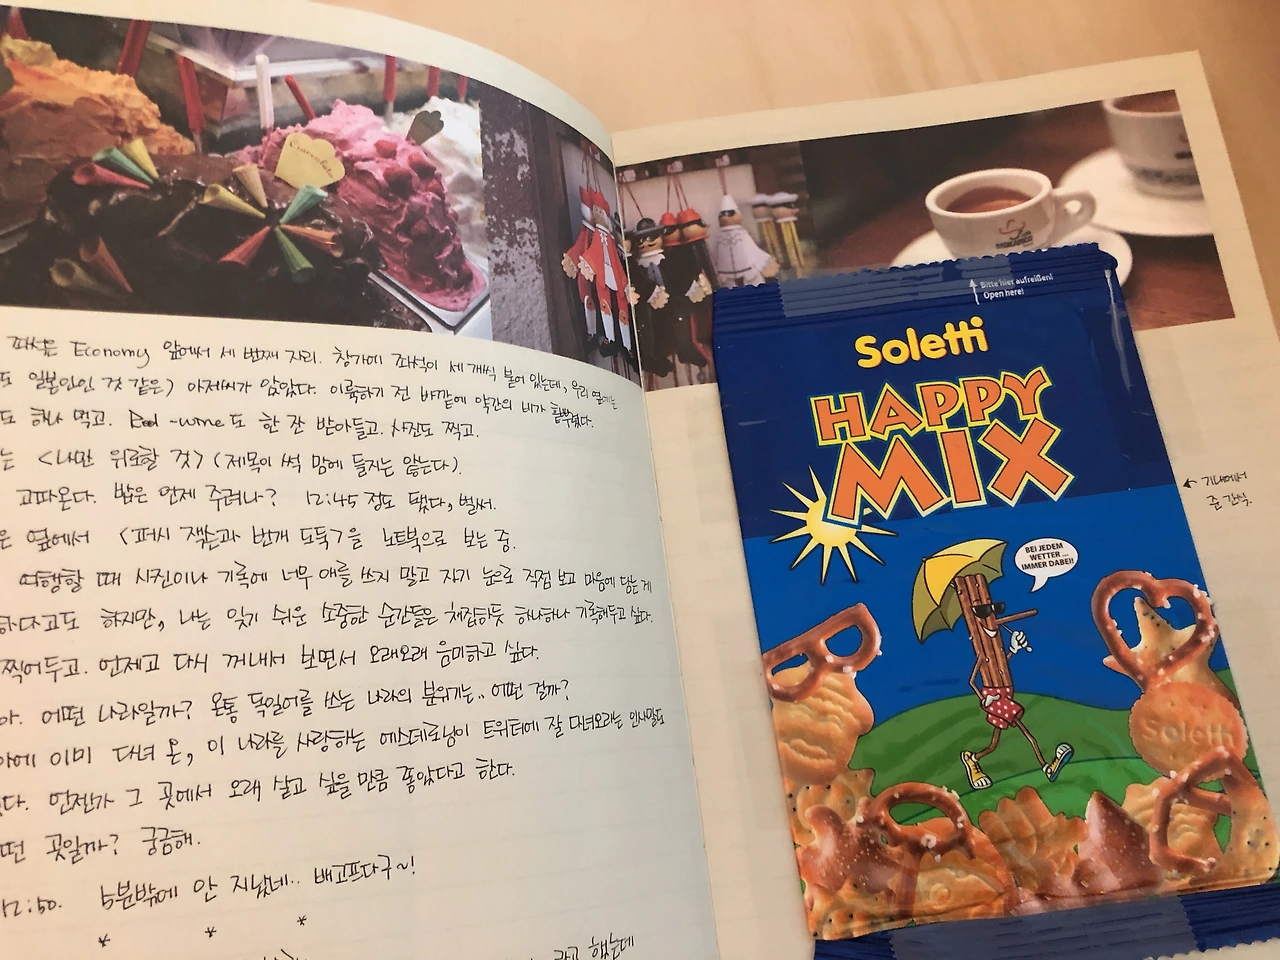 Cioccolato
좌석은 Economy 앞에서 세 번째 자리. 창가에 좌석이 세 개씩 붙어 있는데, 우리 옆에는
도 일본인인 것 같은) 아저씨가 앉았다. 이륙하기 전 바깥에 약간의 비가 흩뿌렸다.
도 하나 먹고. Red-wine도 한 잔 받아들고. 사진도 찍고.
는 <나만 위로할 것> (제목이 썩 맘에 들지는 않는다).
고파온다. 밥은 언제 주려나? 12:45 정도 됐다, 벌써.
은 옆에서 <퍼시 잭슨과 번개 도둑>을 노트북으로 보는 중.
여행할 때 사진이나 기록에 너무 애를 쓰지 말고 자기 눈으로 직접 보고 마음에 담는 게
하다고도 하지만, 나는 잊기 쉬운 소중한 순간들은 채집하듯 하나하나 기록해두고 싶다.
찍어두고. 언제고 다시 꺼내서 보면서 오래오래 음미하고 싶다.
아. 어떤 나라일까? 온통 독일어를 쓰는 나라의 분위기는.. 어떤 걸까?
아에 이미 다녀 온, 이 나라를 사랑하는 에스테로님이 트위터에 잘 다녀오라는 인사말도
다. 언젠가 그 곳에서 오래 살고 싶을 만큼 좋았다고 한다.
떤 곳일까? 궁금해.
12:50. 5분밖에 안 지났네.. 배고프다구~!
* * *
라고 했는데
Bitte hier aufreißen!
Open here!
Soletti
HAPPY
MIX
BEI JEDEM
WETTER ...
IMMER DABEI!
Soletti
← 기내에서
준 간식.